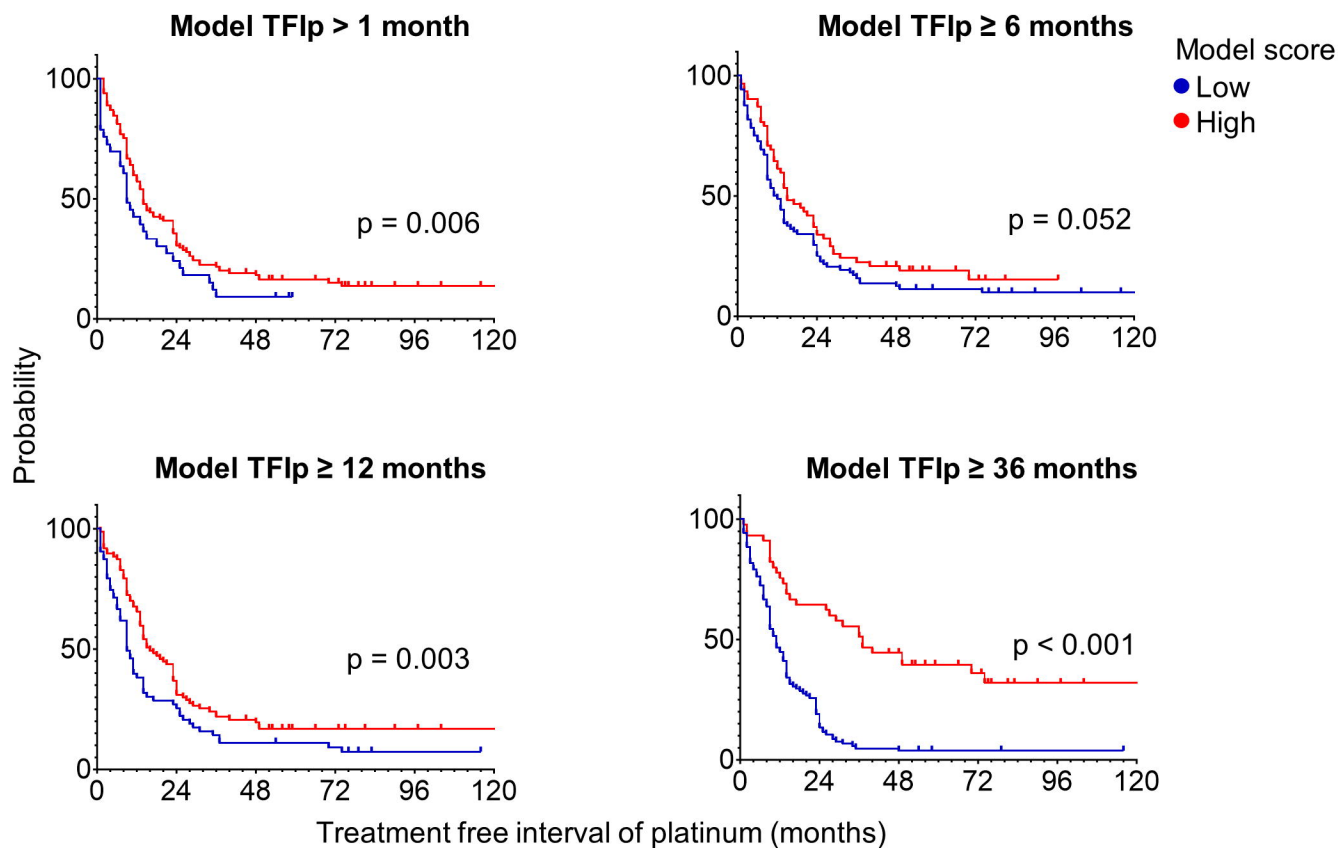 Model TFIp > 1 month
Model TFIp ≥ 6 months
Model score
Low
High
100
50
0
p = 0.006
0 24 48 72 96 120
100
50
0
p = 0.052
0 24 48 72 96 120
Probability
Model TFIp ≥ 12 months
Model TFIp ≥ 36 months
100
50
0
p = 0.003
0 24 48 72 96 120
100
50
0
p < 0.001
0 24 48 72 96 120
Treatment free interval of platinum (months)